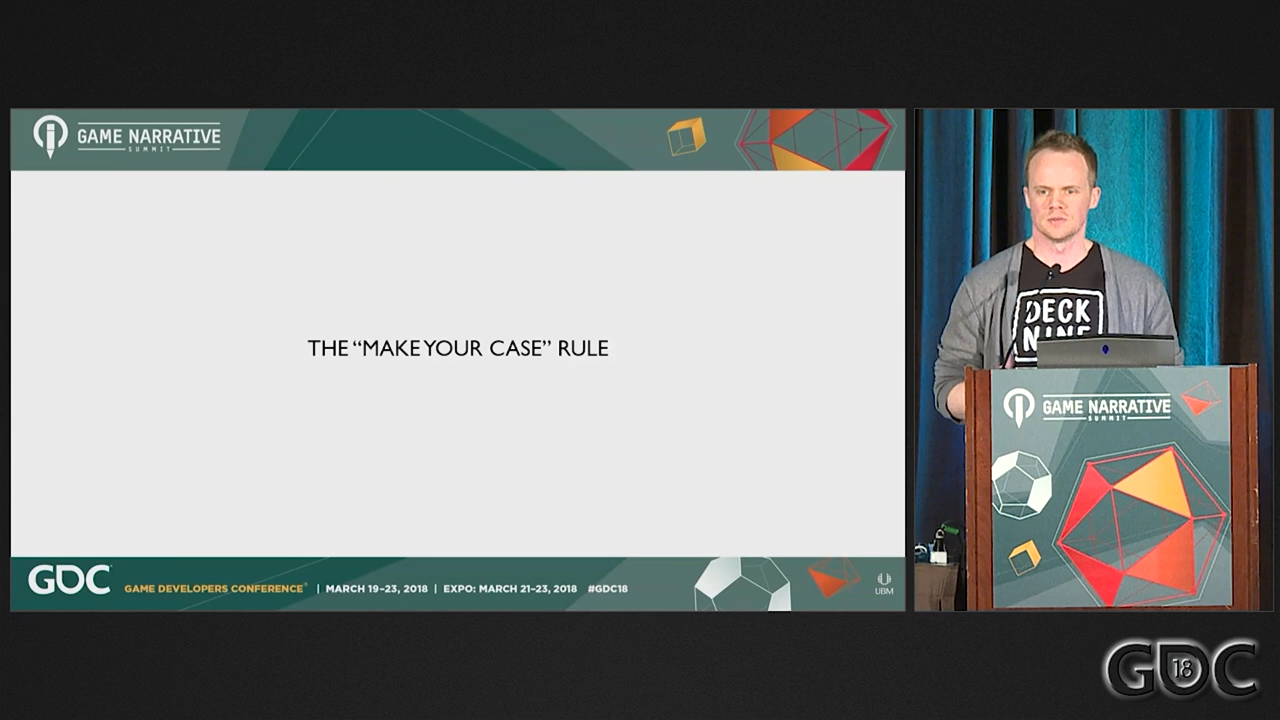 GAME NARRATIVE
SUMMIT
THE “MAKE YOUR CASE” RULE
GDC
GAME DEVELOPERS CONFERENCE® | MARCH 19–23, 2018 | EXPO: MARCH 21–23, 2018 #GDC18
UBM
DECK
NINE
GAME NARRATIVE
SUMMIT
GDC
18